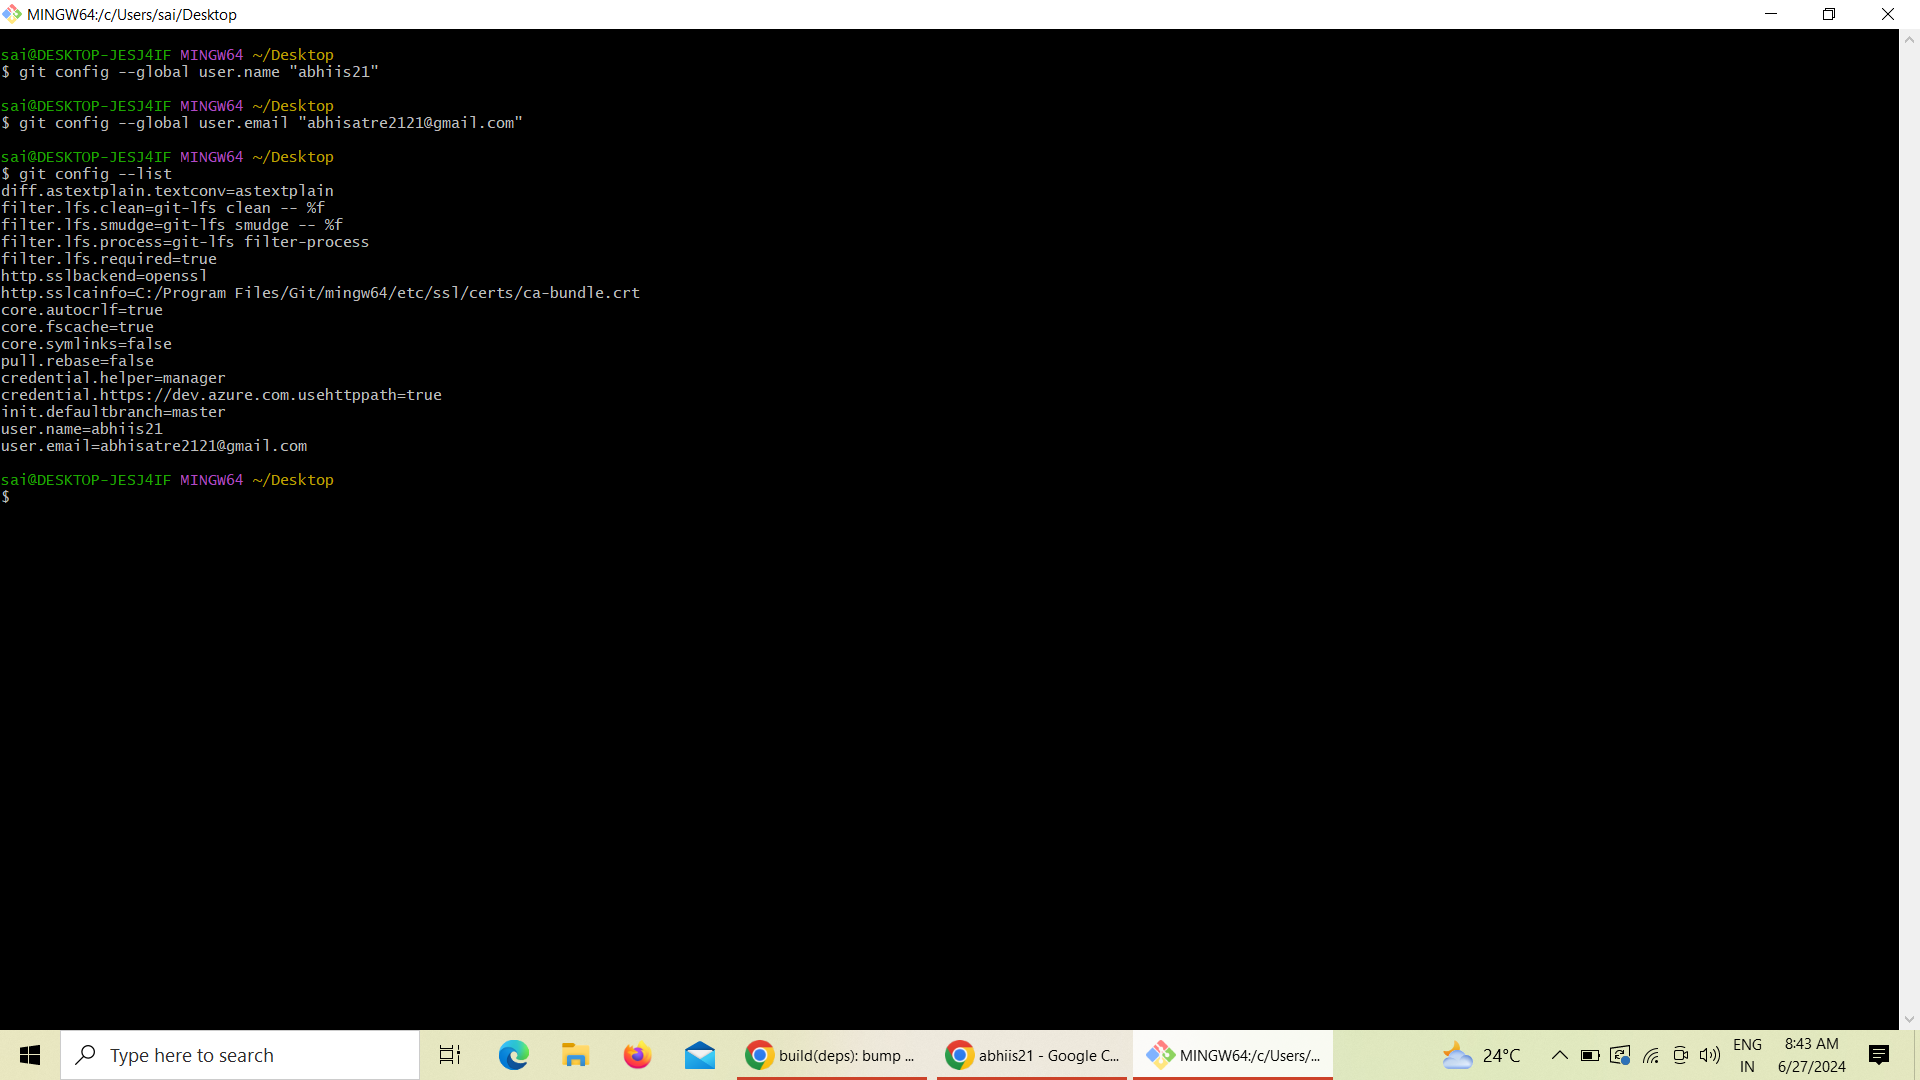 MINGW64:/c/Users/sai/Desktop
sai@DESKTOP-JESJ4IF MINGW64 ~/Desktop
$ git config --global user.name "abhiis21"
sai@DESKTOP-JESJ4IF MINGW64 ~/Desktop
$ git config --global user.email "abhisatre2121@gmail.com"
sai@DESKTOP-JESJ4IF MINGW64 ~/Desktop
$ git config --list
diff.astextplain.textconv=astextplain
filter.lfs.clean=git-lfs clean -- %f
filter.lfs.smudge=git-lfs smudge -- %f
filter.lfs.process=git-lfs filter-process
filter.lfs.required=true
http.sslbackend=openssl
http.sslcainfo=C:/Program Files/Git/mingw64/etc/ssl/certs/ca-bundle.crt
core.autocrlf=true
core.fscache=true
core.symlinks=false
pull.rebase=false
credential.helper=manager
credential.https://dev.azure.com.usehttppath=true
init.defaultbranch=master
user.name=abhiis21
user.email=abhisatre2121@gmail.com
sai@DESKTOP-JESJ4IF MINGW64 ~/Desktop
$
Type here to search
build(deps): bump ...
abhiis21 - Google C...
MINGW64:/c/Users/...
24°C
ENG
IN
8:43 AM
6/27/2024